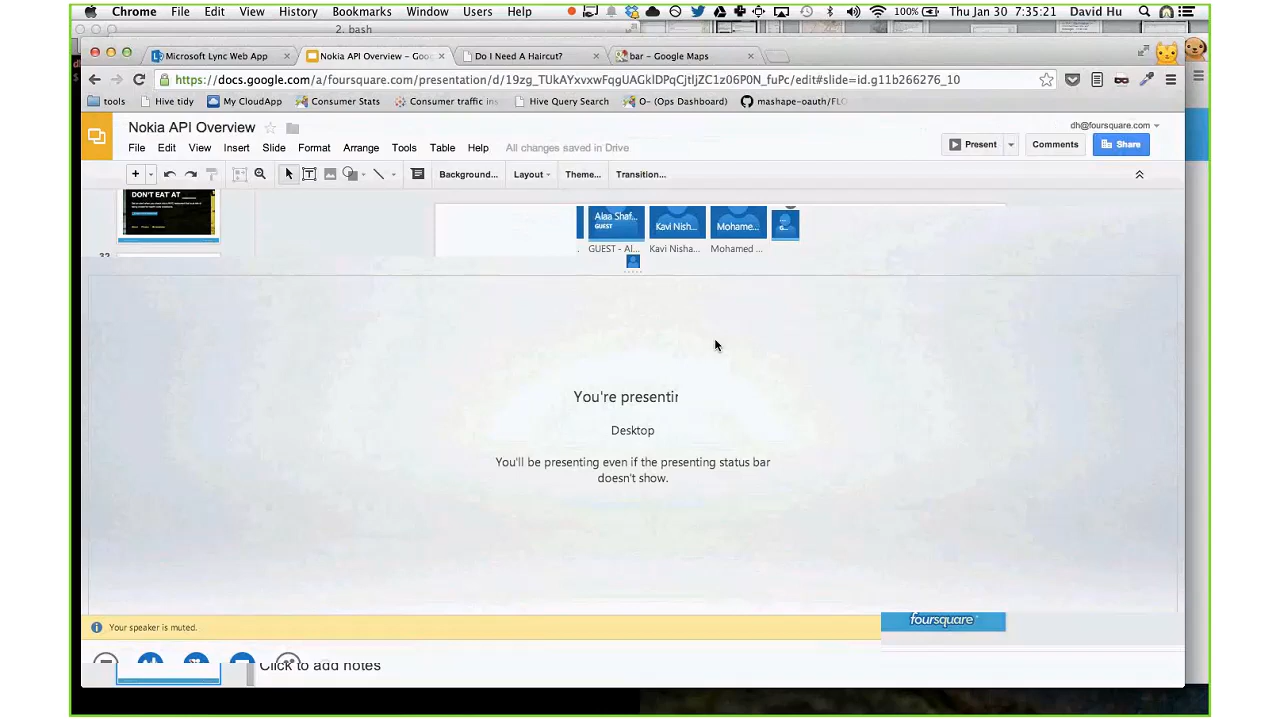 Chrome File Edit View History Bookmarks Window Users Help 100% Thu Jan 30 7:35:21 David Hu
2. bash
Microsoft Lync Web App Nokia API Overview - Goo Do I Need A Haircut? bar - Google Maps
https://docs.google.com/a/foursquare.com/presentation/d/19zg_TUkAYxvxwFqgUAGklDPqCjtIjZC1z06P0N_fuPc/edit#slide=id.g11b266276_10
tools Hive tidy My CloudApp Consumer Stats Consumer traffic ins Hive Query Search O- (Ops Dashboard) mashape-oauth/FLO
Nokia API Overview dh@foursquare.com
File Edit View Insert Slide Format Arrange Tools Table Help All changes saved in Drive Present Comments Share
Background... Layout Theme... Transition...
DON'T EAT AT
Alaa Shaf... Kavi Nish... Mohame...
GUEST
GUEST - Al... Kavi Nisha... Mohamed ...
32
You're presentin
Desktop
You'll be presenting even if the presenting status bar
doesn't show.
Your speaker is muted.
foursquare
Click to add notes